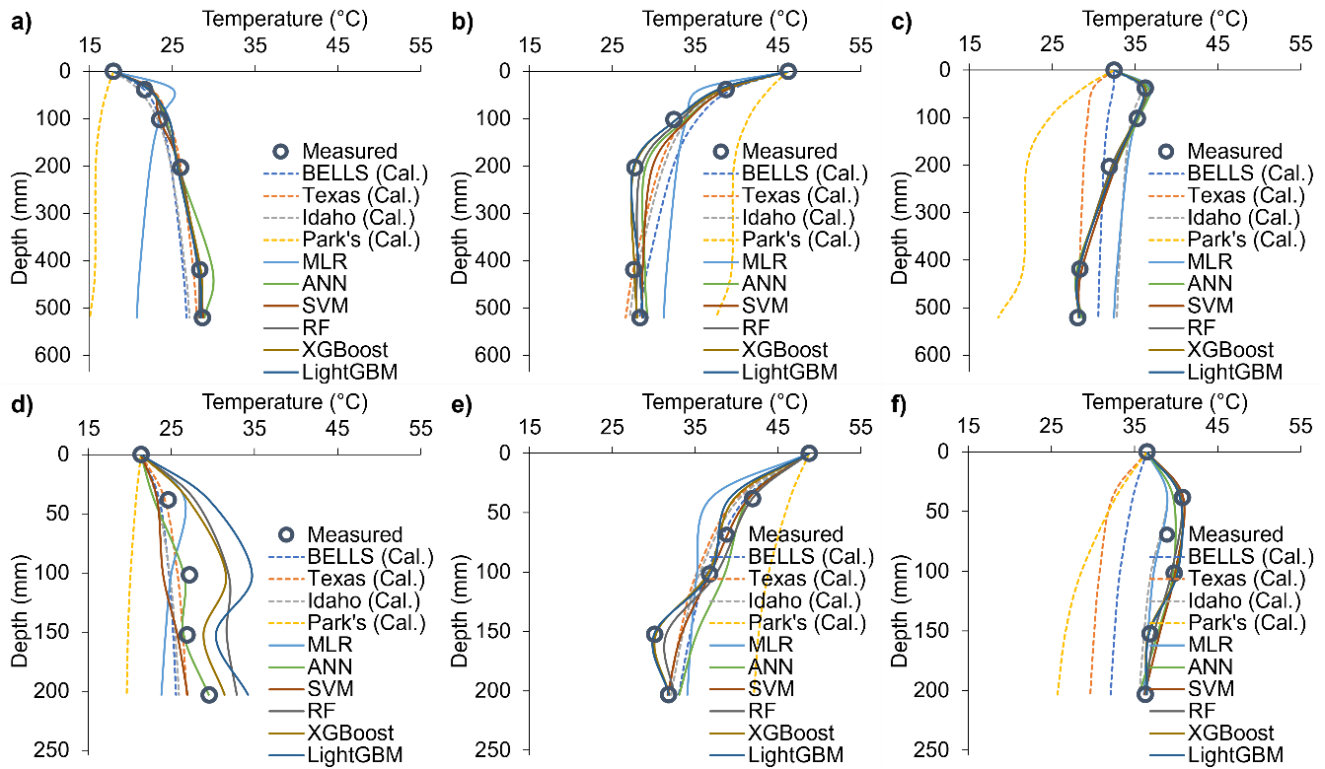 a)
Temperature (°C)
15 25 35 45 55
0
100
200
300
400
500
600
Depth (mm)
Measured
BELLS (Cal.)
Texas (Cal.)
Idaho (Cal.)
Park's (Cal.)
MLR
ANN
SVM
RF
XGBoost
LightGBM
b)
Temperature (°C)
15 25 35 45 55
0
100
200
300
400
500
600
Depth (mm)
Measured
BELLS (Cal.)
Texas (Cal.)
Idaho (Cal.)
Park's (Cal.)
MLR
ANN
SVM
RF
XGBoost
LightGBM
c)
Temperature (°C)
15 25 35 45 55
0
100
200
300
400
500
600
Depth (mm)
Measured
BELLS (Cal.)
Texas (Cal.)
Idaho (Cal.)
Park's (Cal.)
MLR
ANN
SVM
RF
XGBoost
LightGBM
d)
Temperature (°C)
15 25 35 45 55
0
50
100
150
200
250
Depth (mm)
Measured
BELLS (Cal.)
Texas (Cal.)
Idaho (Cal.)
Park's (Cal.)
MLR
ANN
SVM
RF
XGBoost
LightGBM
e)
Temperature (°C)
15 25 35 45 55
0
50
100
150
200
250
Depth (mm)
Measured
BELLS (Cal.)
Texas (Cal.)
Idaho (Cal.)
Park's (Cal.)
MLR
ANN
SVM
RF
XGBoost
LightGBM
f)
Temperature (°C)
15 25 35 45 55
0
50
100
150
200
250
Depth (mm)
Measured
BELLS (Cal.)
Texas (Cal.)
Idaho (Cal.)
Park's (Cal.)
MLR
ANN
SVM
RF
XGBoost
LightGBM